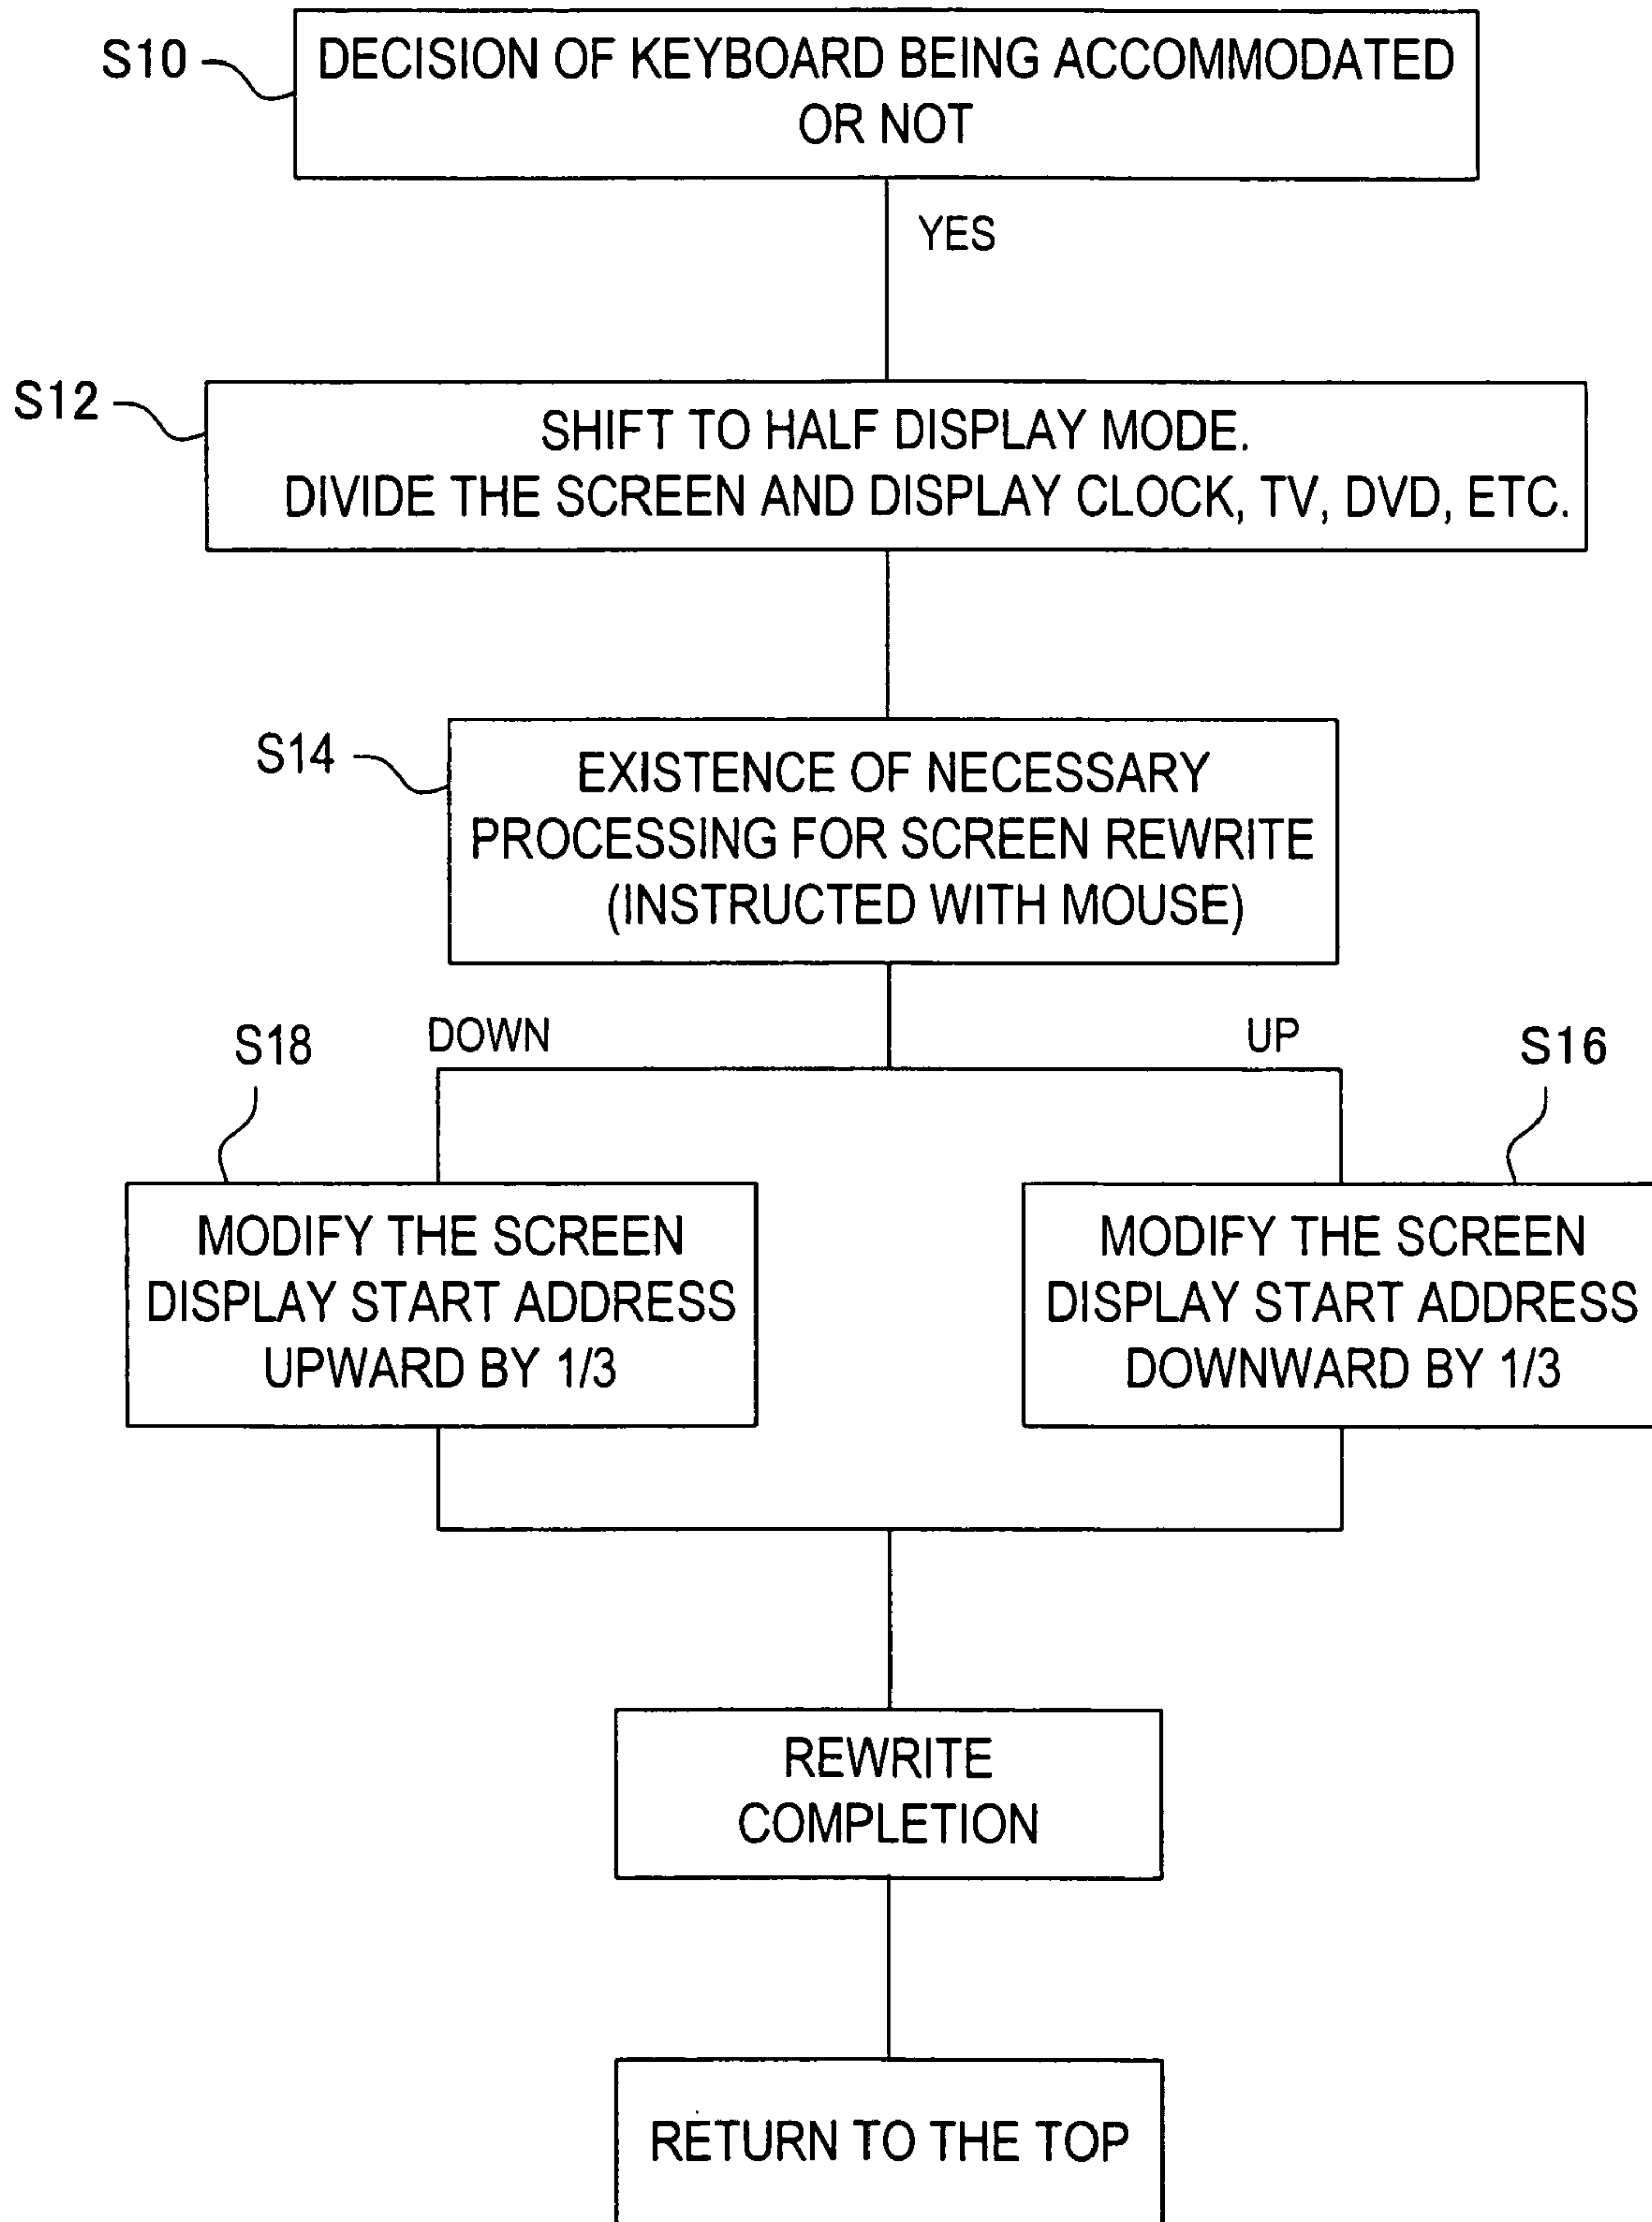 S10
DECISION OF KEYBOARD BEING ACCOMMODATED
OR NOT
YES
S12
SHIFT TO HALF DISPLAY MODE.
DIVIDE THE SCREEN AND DISPLAY CLOCK, TV, DVD, ETC.
S14
EXISTENCE OF NECESSARY
PROCESSING FOR SCREEN REWRITE
(INSTRUCTED WITH MOUSE)
S18
DOWN
UP
S16
MODIFY THE SCREEN
DISPLAY START ADDRESS
UPWARD BY 1/3
MODIFY THE SCREEN
DISPLAY START ADDRESS
DOWNWARD BY 1/3
REWRITE
COMPLETION
RETURN TO THE TOP